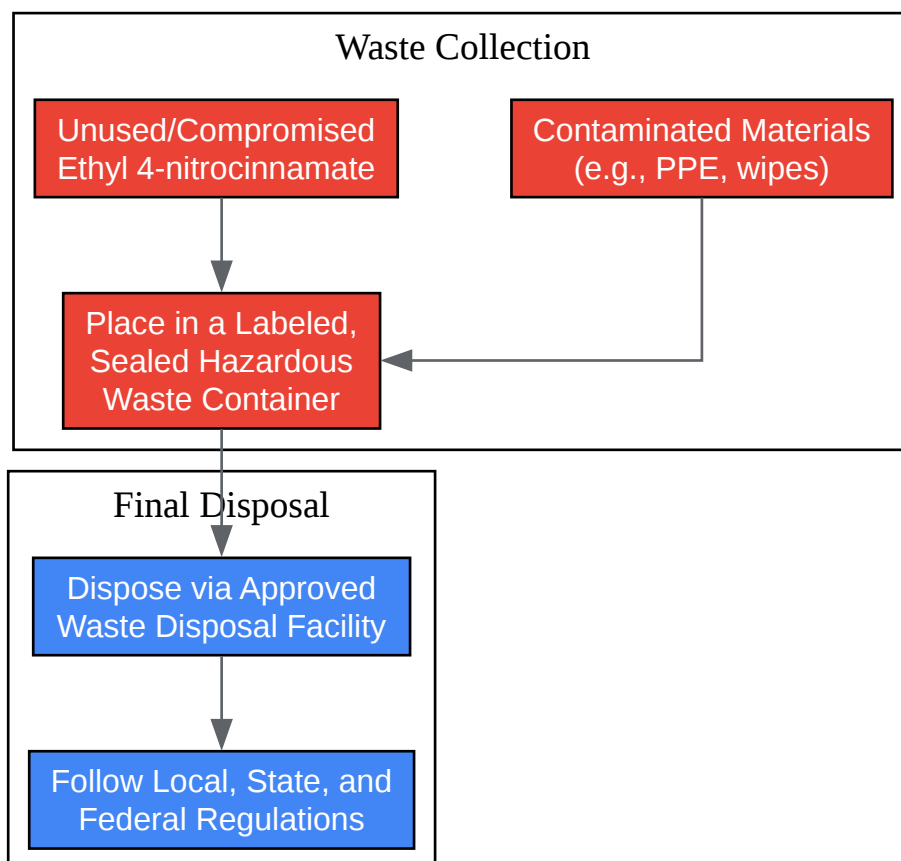 Waste Collection
Unused/Compromised
Ethyl 4-nitrocinnamate
Contaminated Materials
(e.g., PPE, wipes)
Place in a Labeled,
Sealed Hazardous
Waste Container
Final Disposal
Dispose via Approved
Waste Disposal Facility
Follow Local, State, and
Federal Regulations